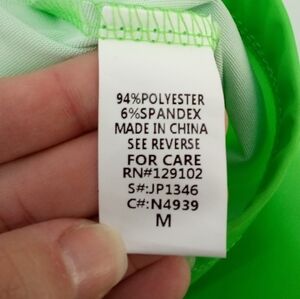 94%POLYESTER
6%SPANDEX
MADE IN CHINA
SEE REVERSE
FOR CARE
RN#129102
S#:JP1346
C#:N4939
M